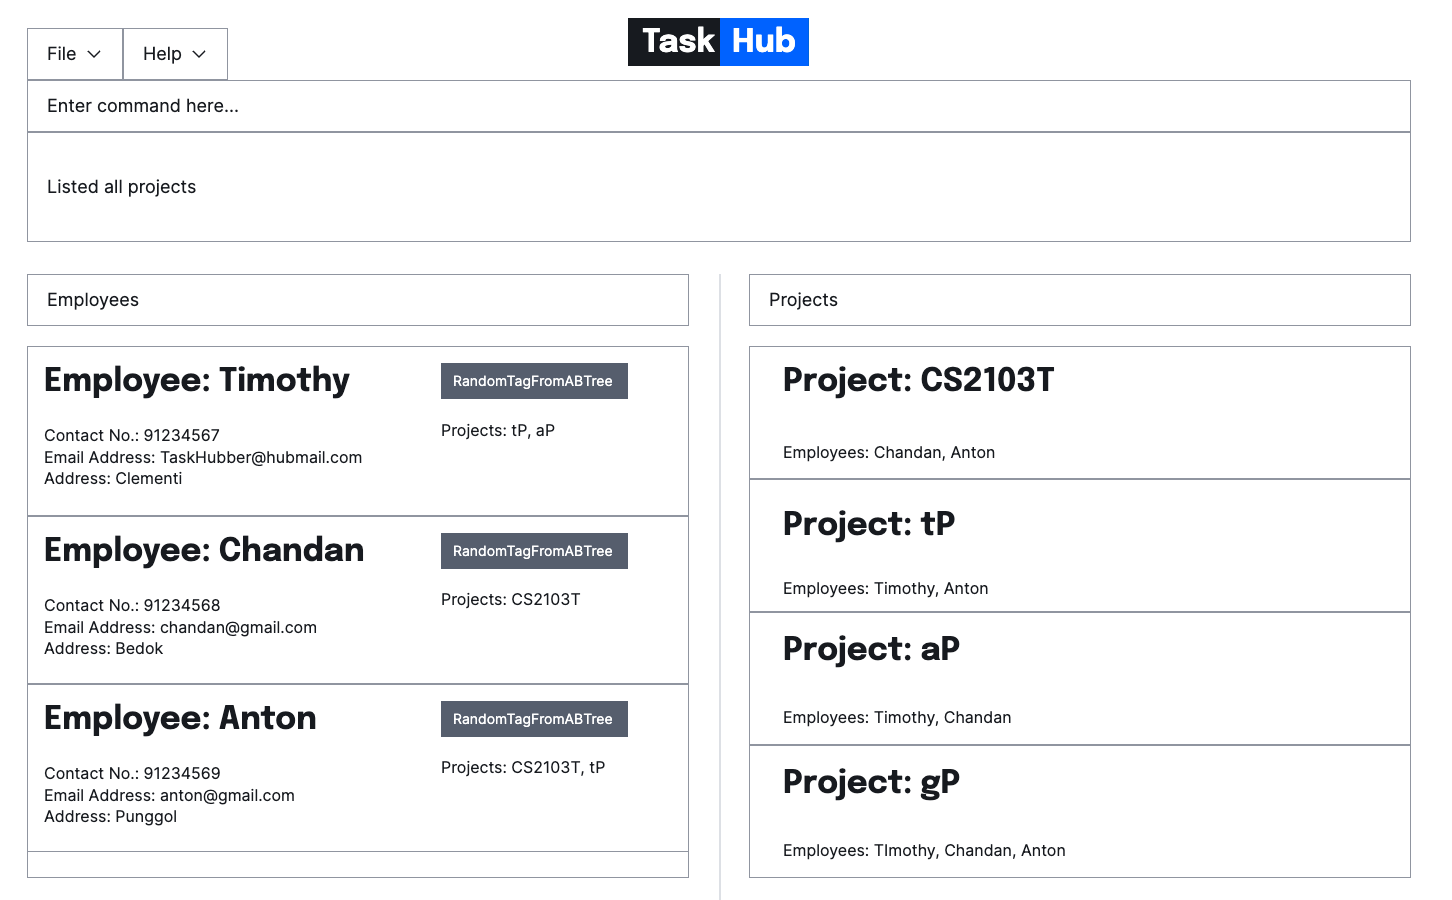 Task Hub
File
Help
Enter command here...
Listed all projects
Employees
Employee: Timothy
RandomTagFromABTree
Contact No.: 91234567
Projects: tP, aP
Email Address: TaskHubber@hubmail.com
Address: Clementi
Employee: Chandan
RandomTagFromABTree
Contact No.: 91234568
Projects: CS2103T
Email Address: chandan@gmail.com
Address: Bedok
Employee: Anton
RandomTagFromABTree
Contact No.: 91234569
Projects: CS2103T, tP
Email Address: anton@gmail.com
Address: Punggol
Projects
Project: CS2103T
Employees: Chandan, Anton
Project: tP
Employees: Timothy, Anton
Project: aP
Employees: Timothy, Chandan
Project: gP
Employees: TImothy, Chandan, Anton